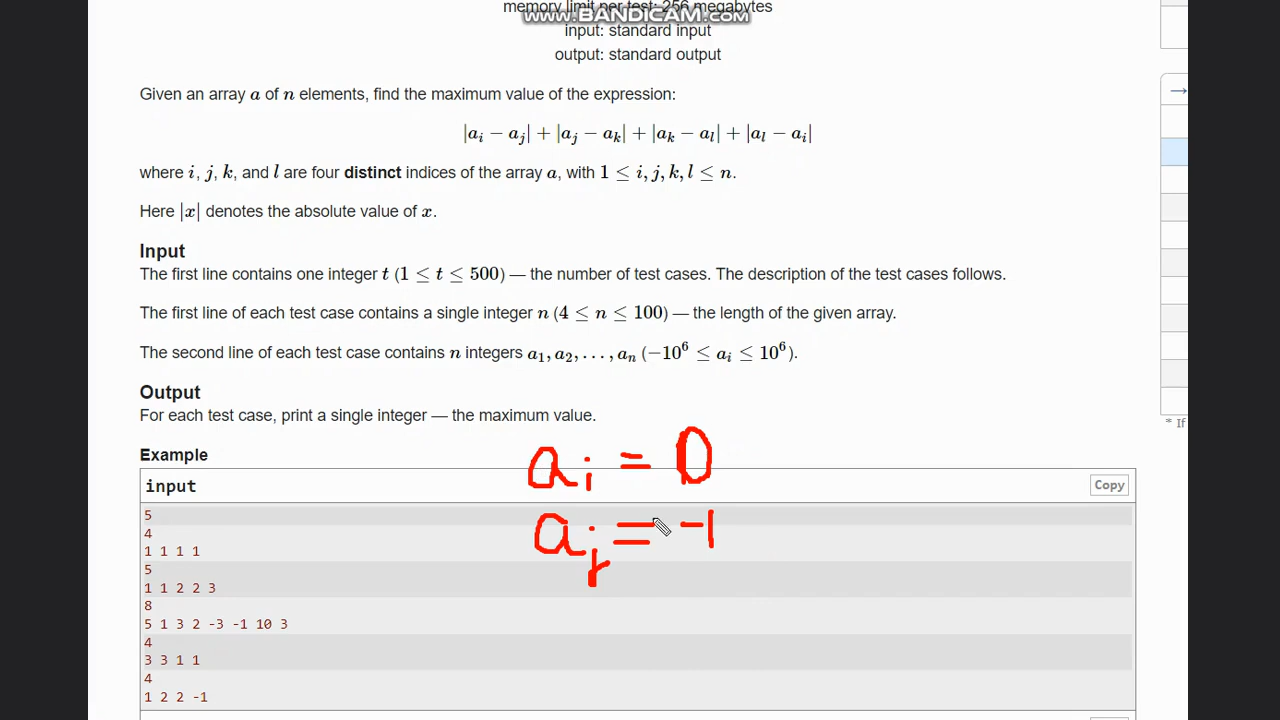 memory limit per test: 256 megabytes
www.BANDICAM.com
input: standard input
output: standard output
Given an array a of n elements, find the maximum value of the expression:
|a_i − a_j| + |a_j − a_k| + |a_k − a_l| + |a_l − a_i|
where i, j, k, and l are four distinct indices of the array a, with 1 ≤ i, j, k, l ≤ n.
Here |x| denotes the absolute value of x.
Input
The first line contains one integer t (1 ≤ t ≤ 500) — the number of test cases. The description of the test cases follows.
The first line of each test case contains a single integer n (4 ≤ n ≤ 100) — the length of the given array.
The second line of each test case contains n integers a_1, a_2, …, a_n (−10^6 ≤ a_i ≤ 10^6).
Output
For each test case, print a single integer — the maximum value.
Example
a_i = 0
input
Copy
a_j = -1
5
4
1 1 1 1
5
1 1 2 2 3
8
5 1 3 2 -3 -1 10 3
4
3 3 1 1
4
1 2 2 -1
→
* If